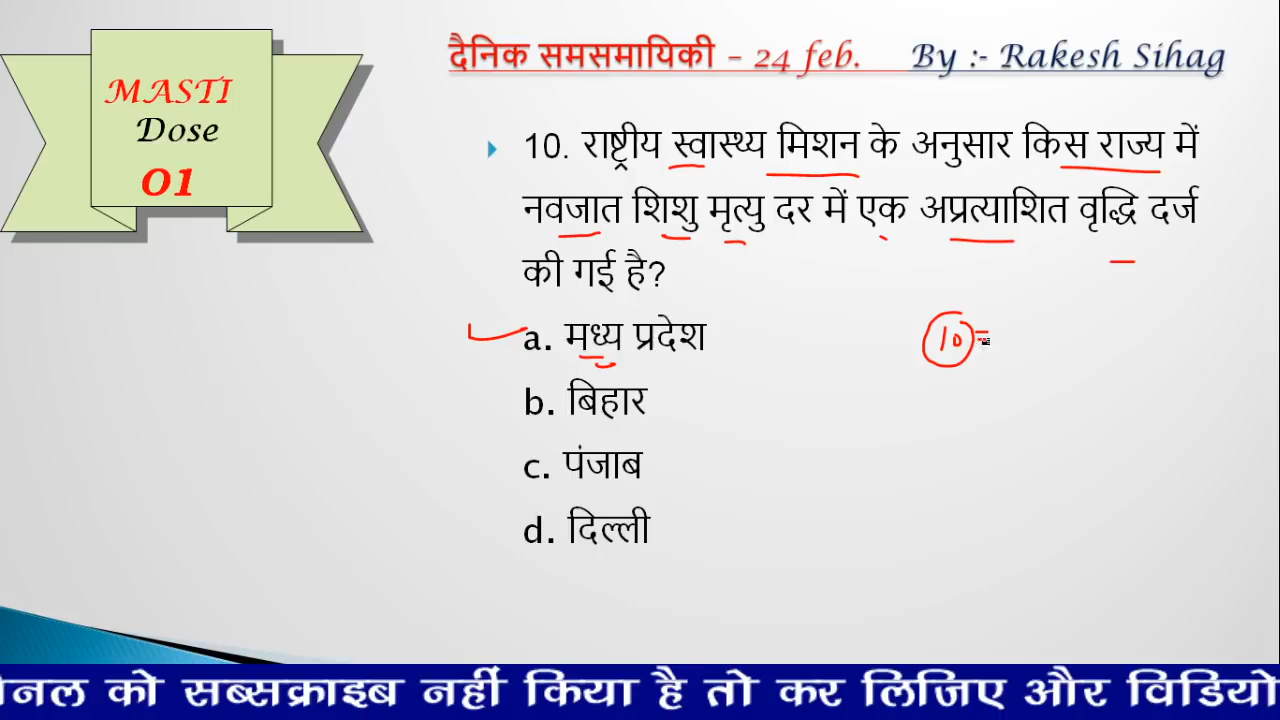 MASTI
Dose
01
दैनिक समसमायिकी - 24 feb. By :- Rakesh Sihag
10. राष्ट्रीय स्वास्थ्य मिशन के अनुसार किस राज्य में
नवजात शिशु मृत्यु दर में एक अप्रत्याशित वृद्धि दर्ज
की गई है?
a. मध्य प्रदेश
10 =
b. बिहार
c. पंजाब
d. दिल्ली
नल को सब्सक्राइब नहीं किया है तो कर लिजिए और विडियो